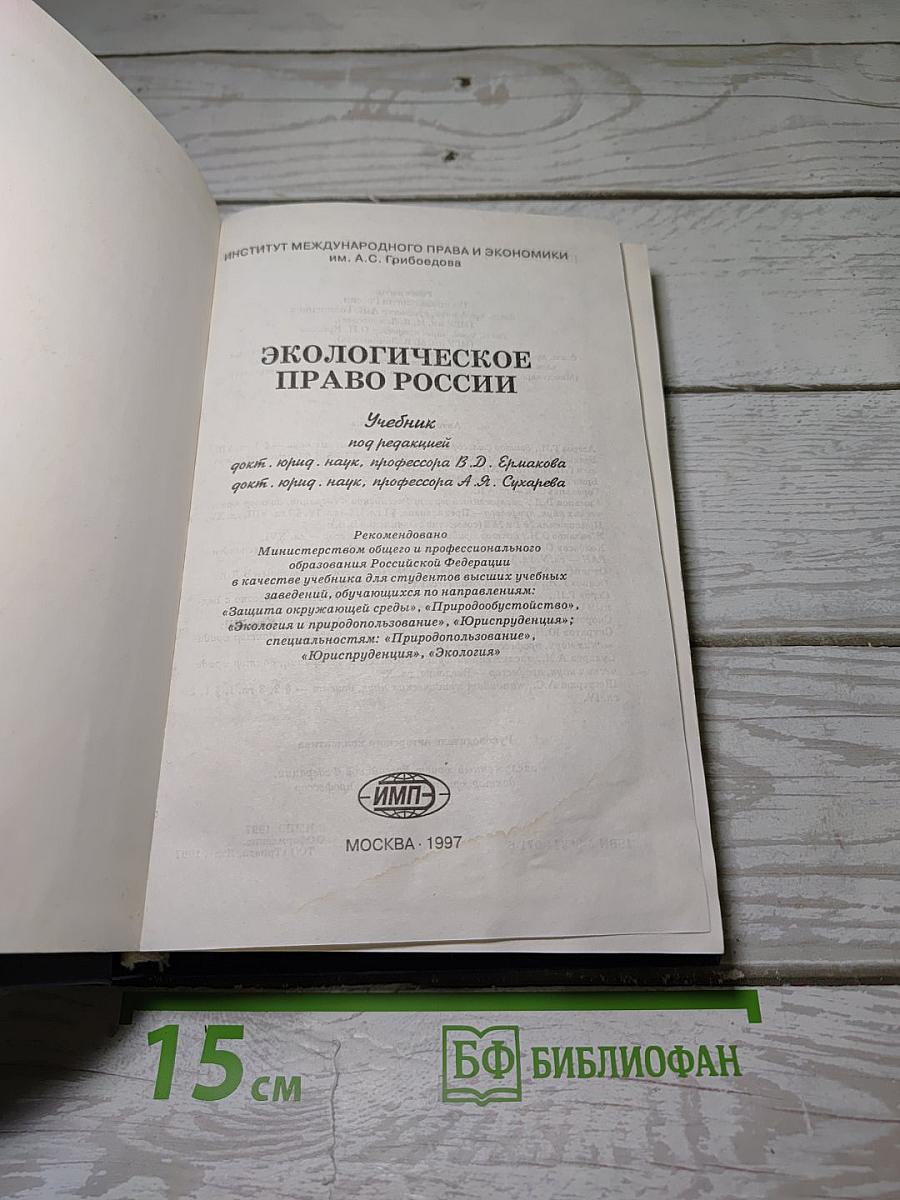 ИНСТИТУТ МЕЖДУНАРОДНОГО ПРАВА И ЭКОНОМИКИ
им. А.С. Грибоедова
ЭКОЛОГИЧЕСКОЕ
ПРАВО РОССИИ
Учебник
под редакцией
докт. юрид. наук, профессора В.Д. Ермакова
докт. юрид. наук, профессора А.Я. Сухарева
Рекомендовано
Министерством общего и профессионального
образования Российской Федерации
в качестве учебника для студентов высших учебных
заведений, обучающихся по направлениям:
«Защита окружающей среды», «Природообустройство»,
«Экология и природопользование», «Юриспруденция»;
специальностям: «Природопользование»,
«Юриспруденция», «Экология»
ИМПЭ
МОСКВА · 1997
15 см
БФ БИБЛИОФАН